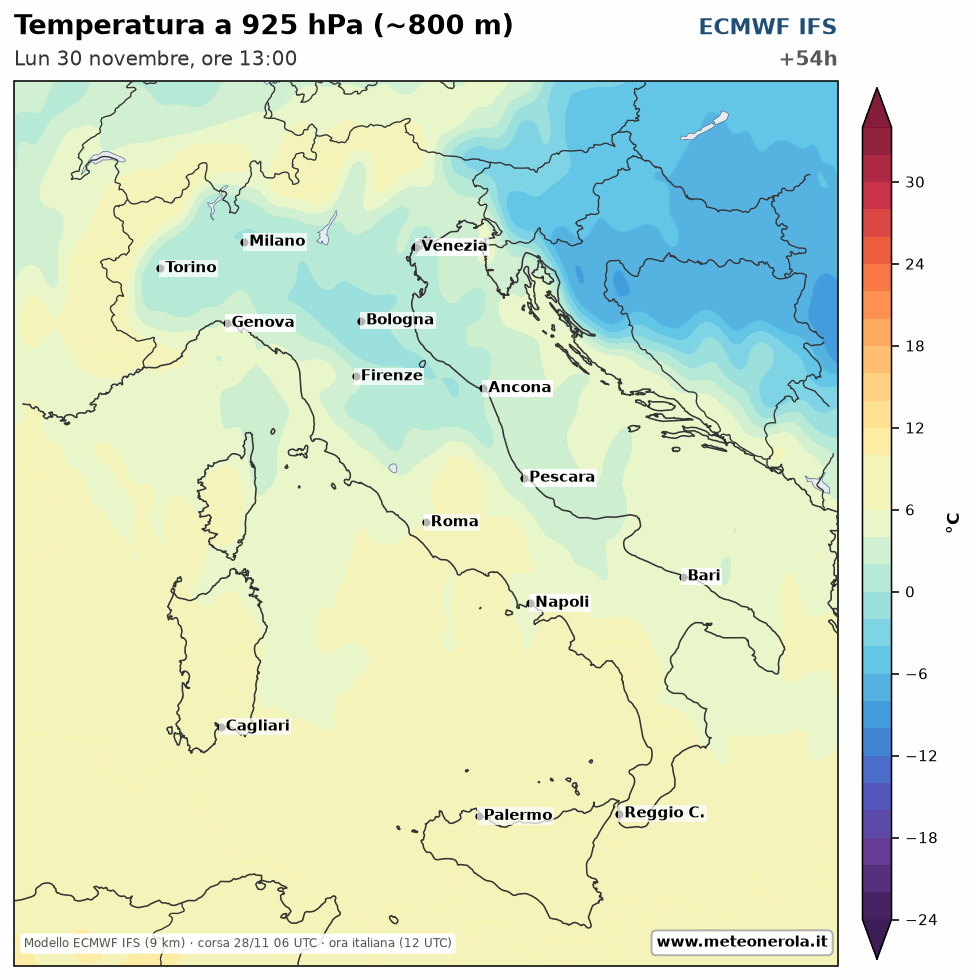 Temperatura a 925 hPa (~800 m)
ECMWF IFS
Lun 30 novembre, ore 13:00
+54h
Milano
Venezia
Torino
Genova
Bologna
Firenze
Ancona
Pescara
Roma
Bari
Napoli
Cagliari
Palermo
Reggio C.
30
24
18
12
6
0
−6
−12
−18
−24
°C
Modello ECMWF IFS (9 km) · corsa 28/11 06 UTC · ora italiana (12 UTC)
www.meteonerola.it